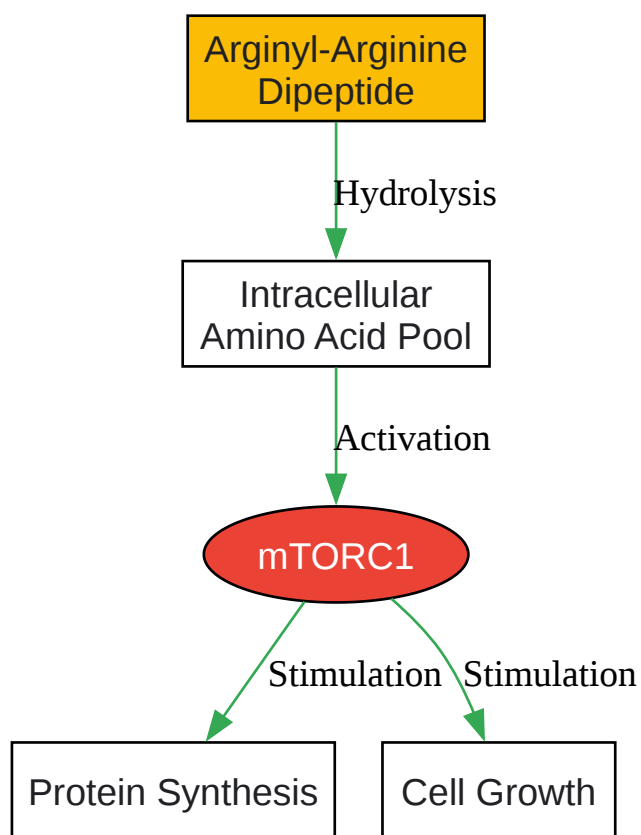 Arginyl-Arginine
Dipeptide
Hydrolysis
Intracellular
Amino Acid Pool
Activation
mTORC1
Stimulation Stimulation
Protein Synthesis
Cell Growth